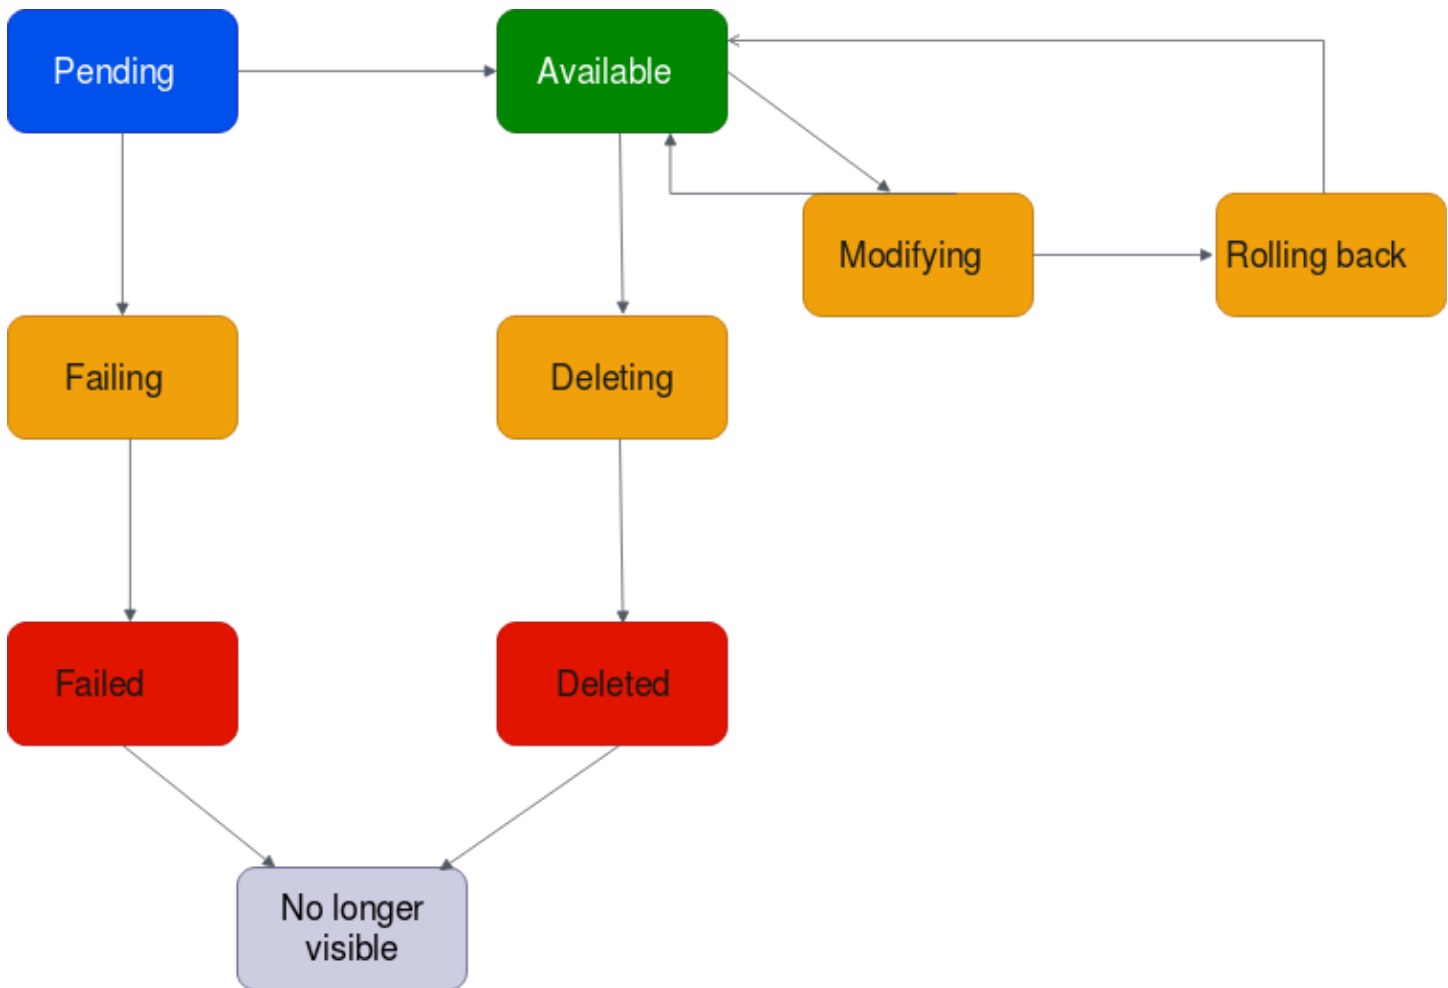 Pending
Available
Modifying
Rolling back
Failing
Deleting
Failed
Deleted
No longer
visible